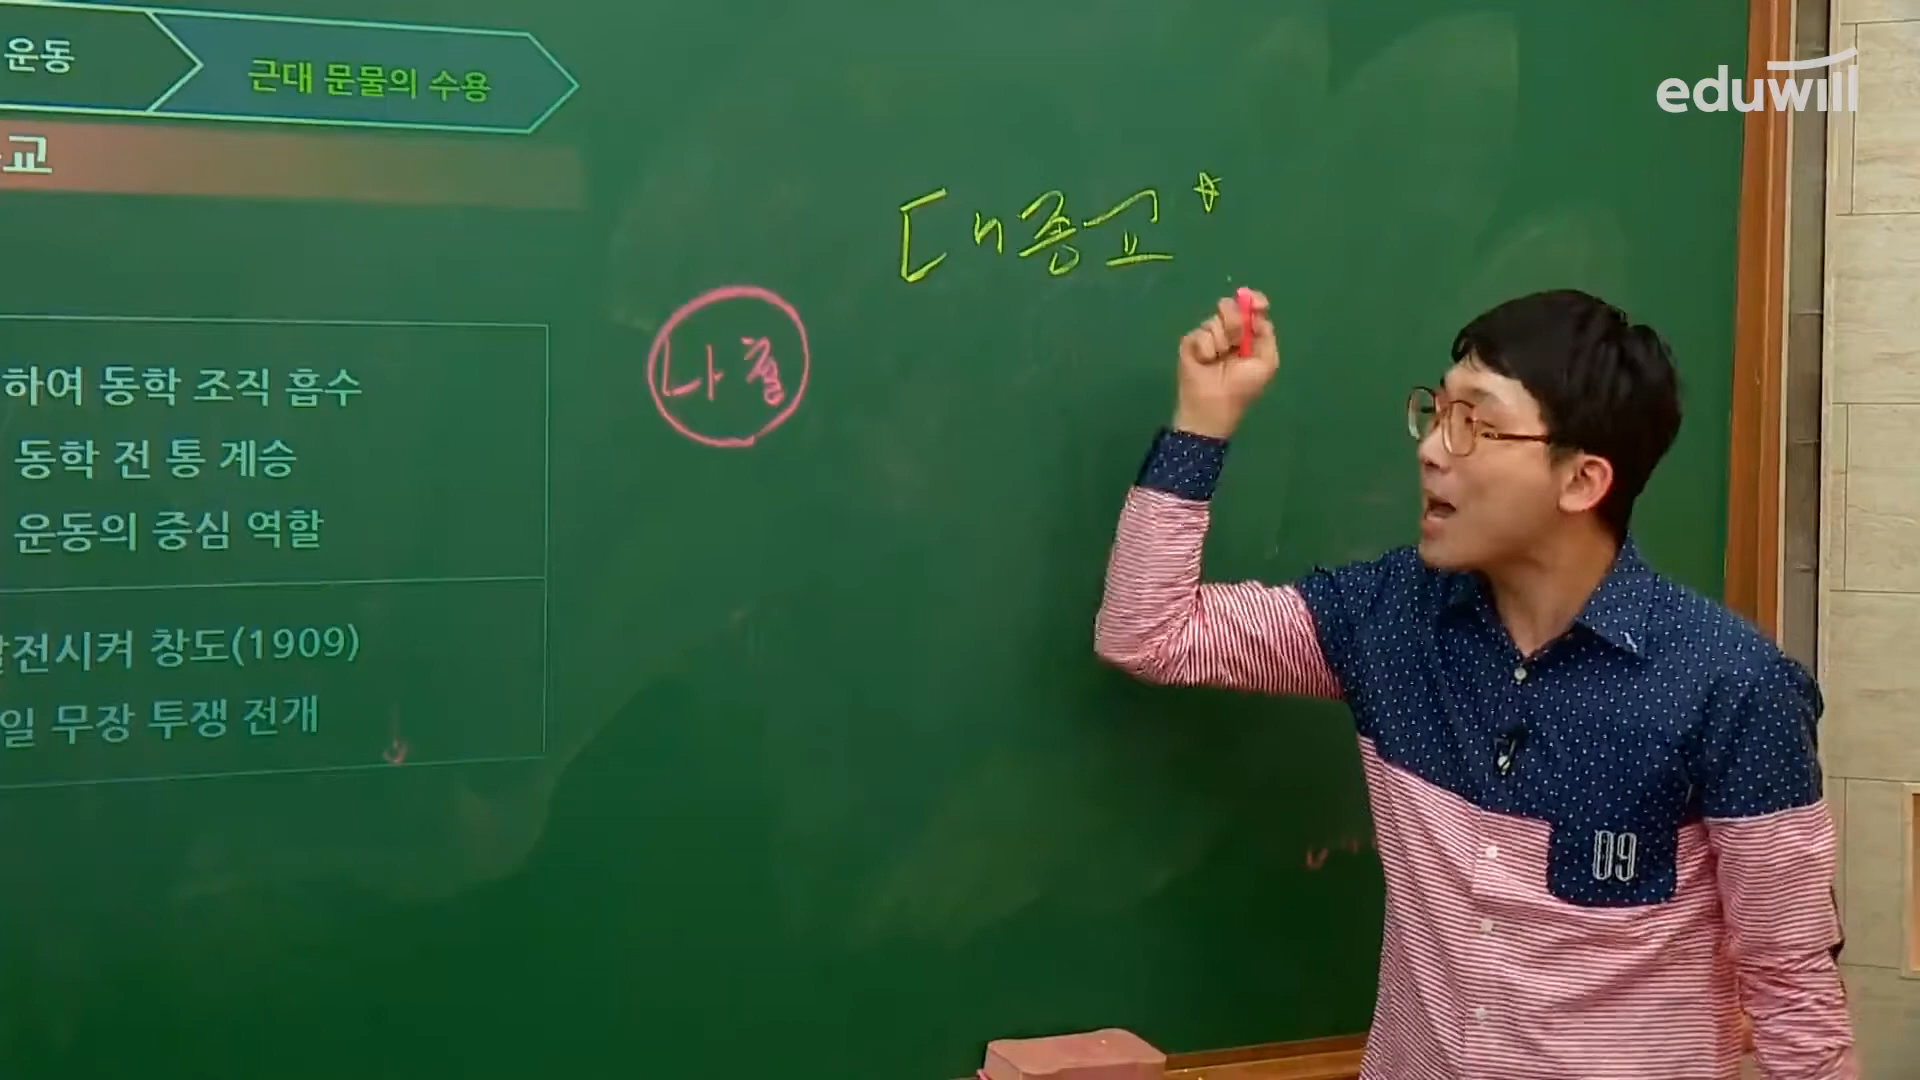 운동
근대 문물의 수용
교
eduwill
대종교
나철
하여 동학 조직 흡수
동학 전통 계승
운동의 중심 역할
발전시켜 창도(1909)
일 무장 투쟁 전개
09